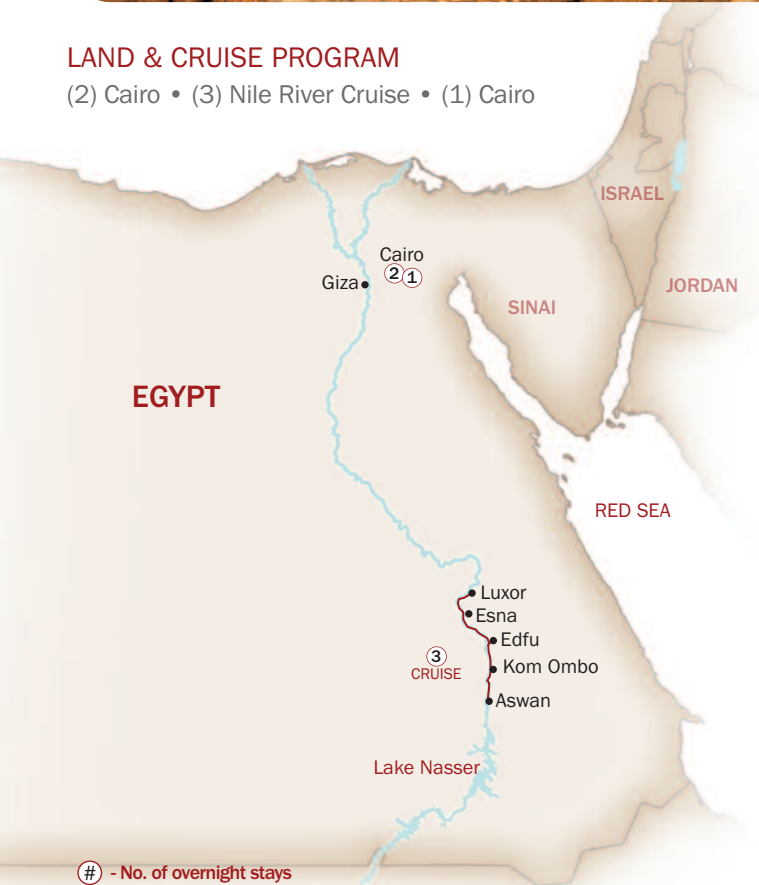 LAND & CRUISE PROGRAM
(2) Cairo • (3) Nile River Cruise • (1) Cairo
ISRAEL
Cairo
2 1
Giza
JORDAN
SINAI
EGYPT
RED SEA
Luxor
Esna
Edfu
3
CRUISE
Kom Ombo
Aswan
Lake Nasser
# - No. of overnight stays